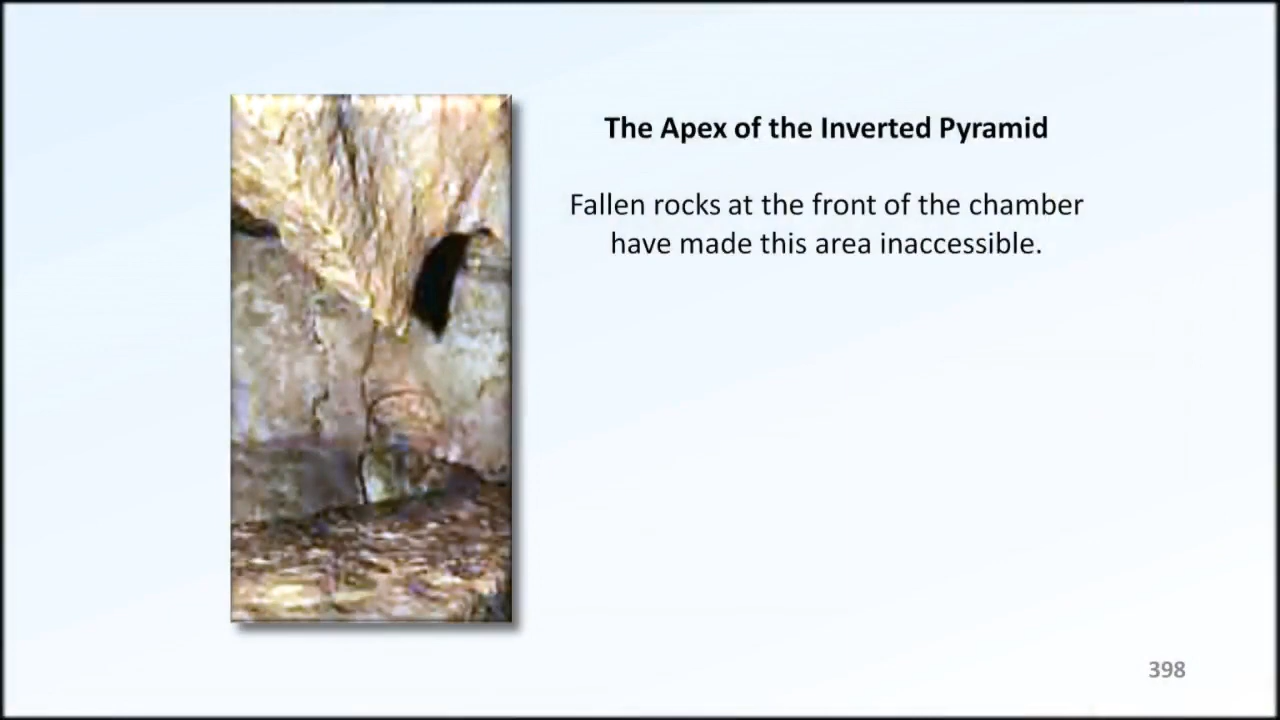 The Apex of the Inverted Pyramid
Fallen rocks at the front of the chamber
have made this area inaccessible.
398